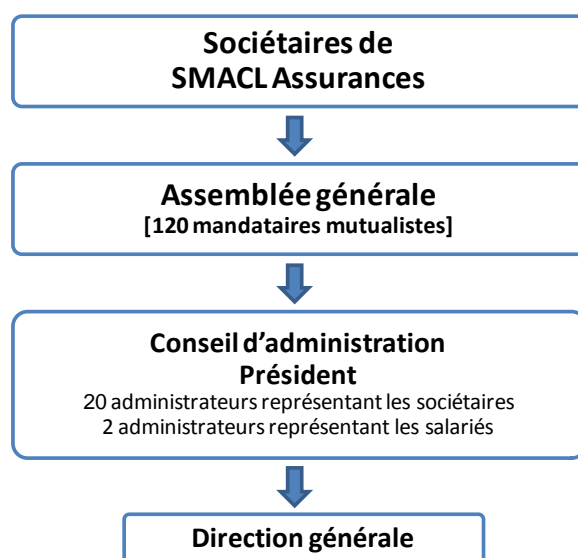 Sociétaires de
SMACL Assurances
Assemblée générale
[120 mandataires mutualistes]
Conseil d'administration
Président
20 administrateurs représentant les sociétaires
2 administrateurs représentant les salariés
Direction générale